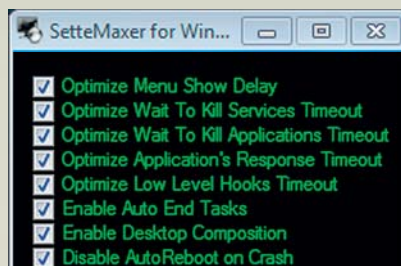 SetteMaxer for Win...
Optimize Menu Show Delay
Optimize Wait To Kill Services Timeout
Optimize Wait To Kill Applications Timeout
Optimize Application's Response Timeout
Optimize Low Level Hooks Timeout
Enable Auto End Tasks
Enable Desktop Composition
Disable AutoReboot on Crash